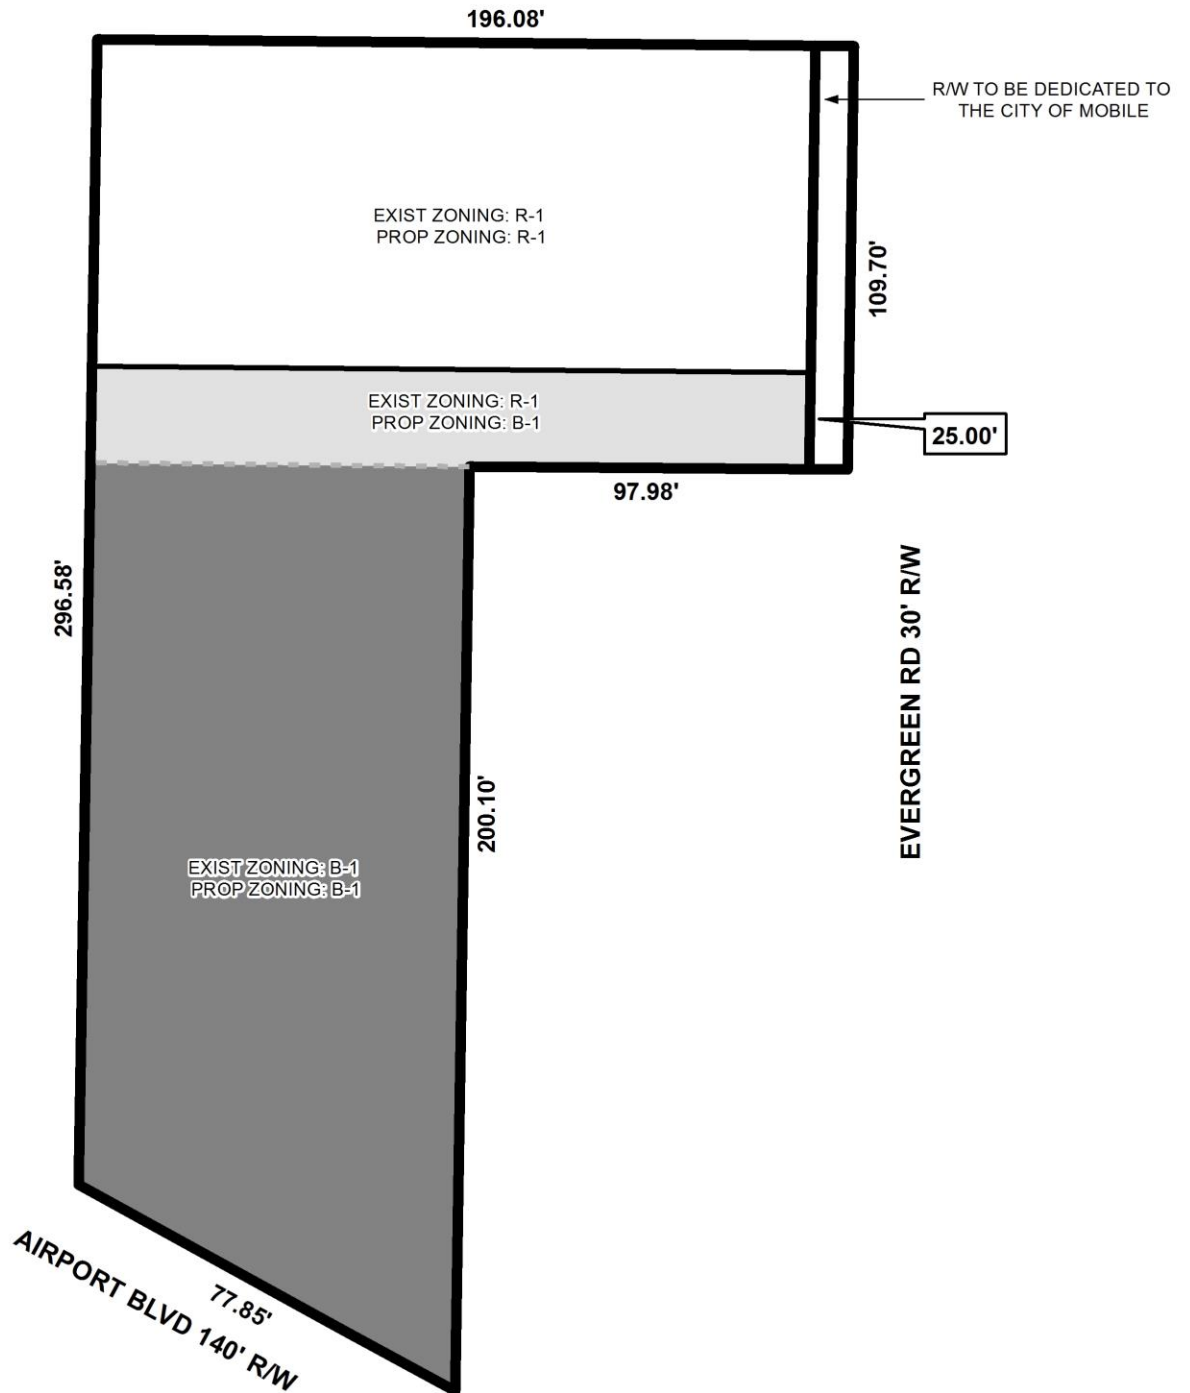 196.08'
R/W TO BE DEDICATED TO
THE CITY OF MOBILE
EXIST ZONING: R-1
PROP ZONING: R-1
109.70'
EXIST ZONING: R-1
PROP ZONING: B-1
25.00'
97.98'
296.58'
EVERGREEN RD 30' R/W
200.10'
EXIST ZONING: B-1
PROP ZONING: B-1
77.85'
AIRPORT BLVD 140' R/W